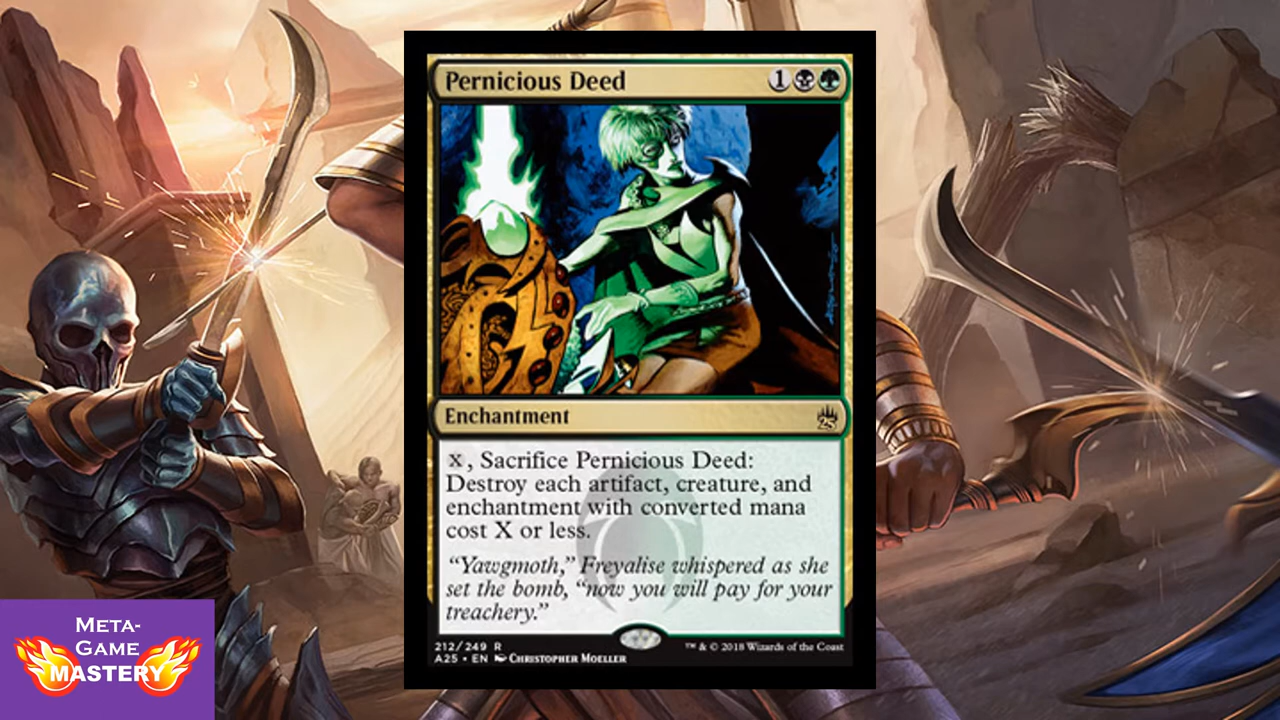 Pernicious Deed 1
Enchantment
X, Sacrifice Pernicious Deed:
Destroy each artifact, creature, and
enchantment with converted mana
cost X or less.
“Yawgmoth,” Freyalise whispered as she
set the bomb, “now you will pay for your
treachery.”
212/249 R
A25 • EN Christopher Moeller
™ & © 2018 Wizards of the Coast
META-
GAME
MASTERY